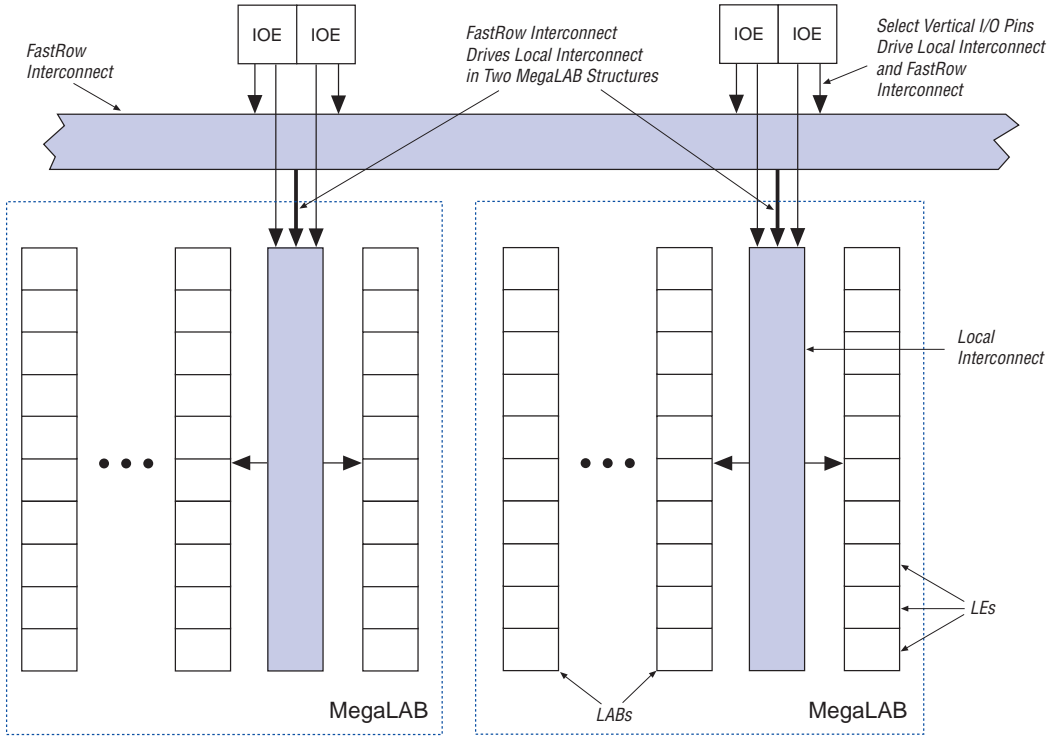 IOE IOE
FastRow
Interconnect
FastRow Interconnect
Drives Local Interconnect
in Two MegaLAB Structures
IOE IOE
Select Vertical I/O Pins
Drive Local Interconnect
and FastRow
Interconnect
Local
Interconnect
LEs
LABs
MegaLAB
MegaLAB